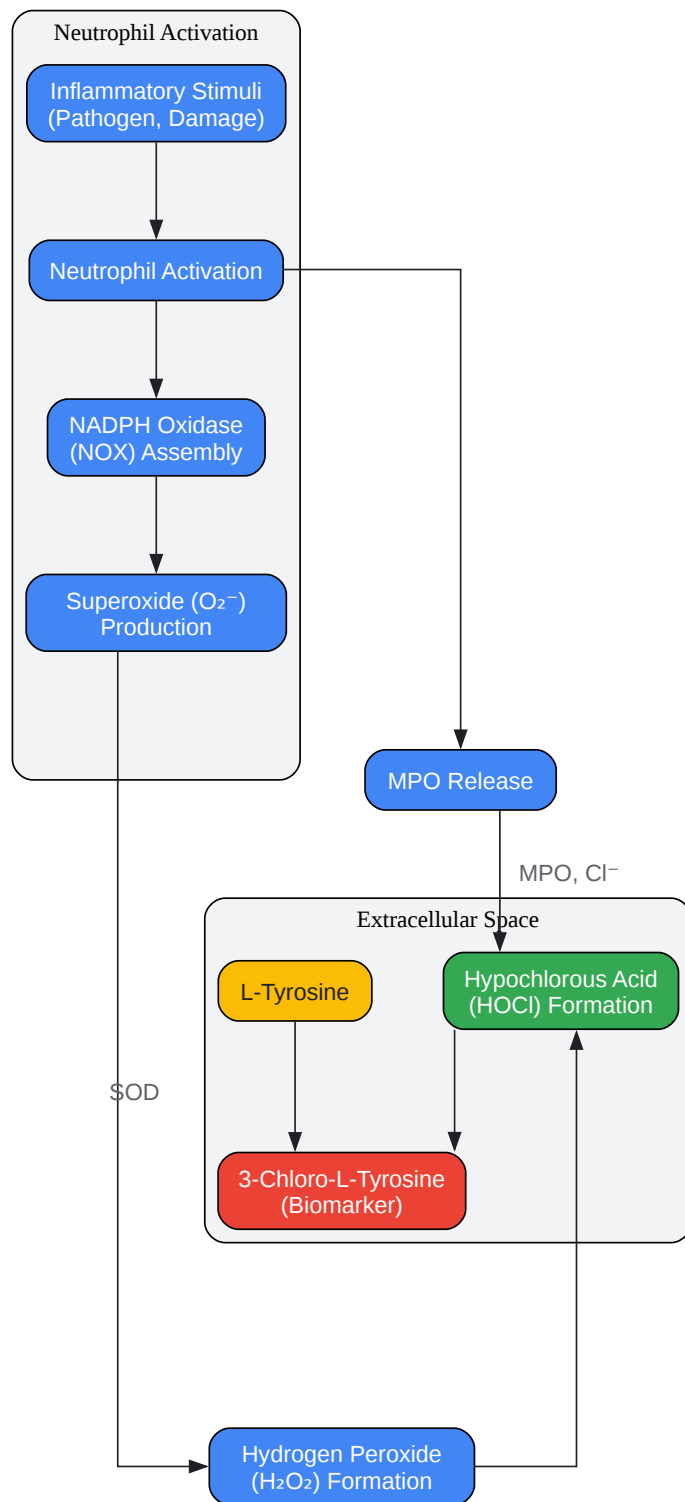 Neutrophil Activation
Inflammatory Stimuli
(Pathogen, Damage)
Neutrophil Activation
NADPH Oxidase
(NOX) Assembly
Superoxide (O₂⁻)
Production
MPO Release
MPO, Cl⁻
Extracellular Space
L-Tyrosine
Hypochlorous Acid
(HOCl) Formation
SOD
3-Chloro-L-Tyrosine
(Biomarker)
Hydrogen Peroxide
(H₂O₂) Formation